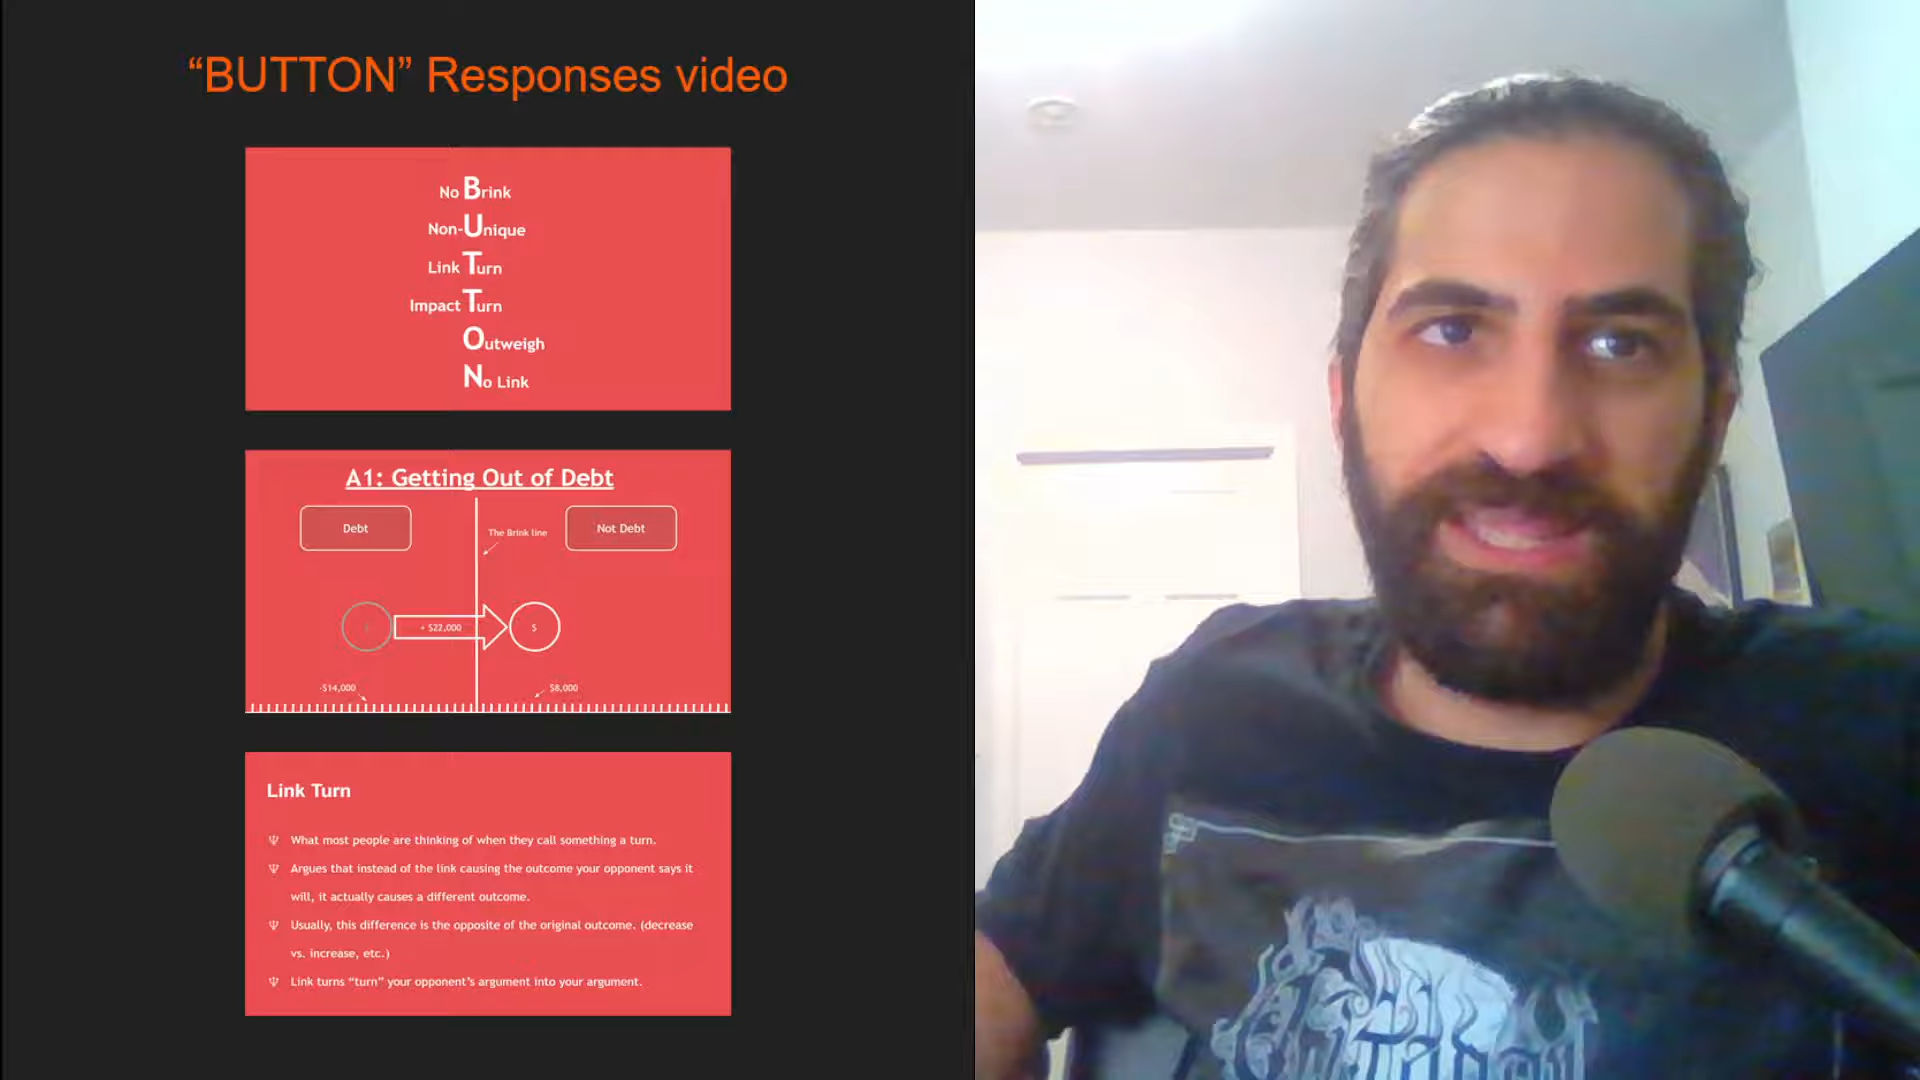 “BUTTON” Responses video
No Brink
Non-Unique
Link Turn
Impact Turn
Outweigh
No Link
A1: Getting Out of Debt
Debt
The Brink line
Not Debt
+ $22,000
$
-$14,000
$8,000
Link Turn
What most people are thinking of when they call something a turn.
Argues that instead of the link causing the outcome your opponent says it
will, it actually causes a different outcome.
Usually, this difference is the opposite of the original outcome. (decrease
vs. increase, etc.)
Link turns “turn” your opponent’s argument into your argument.